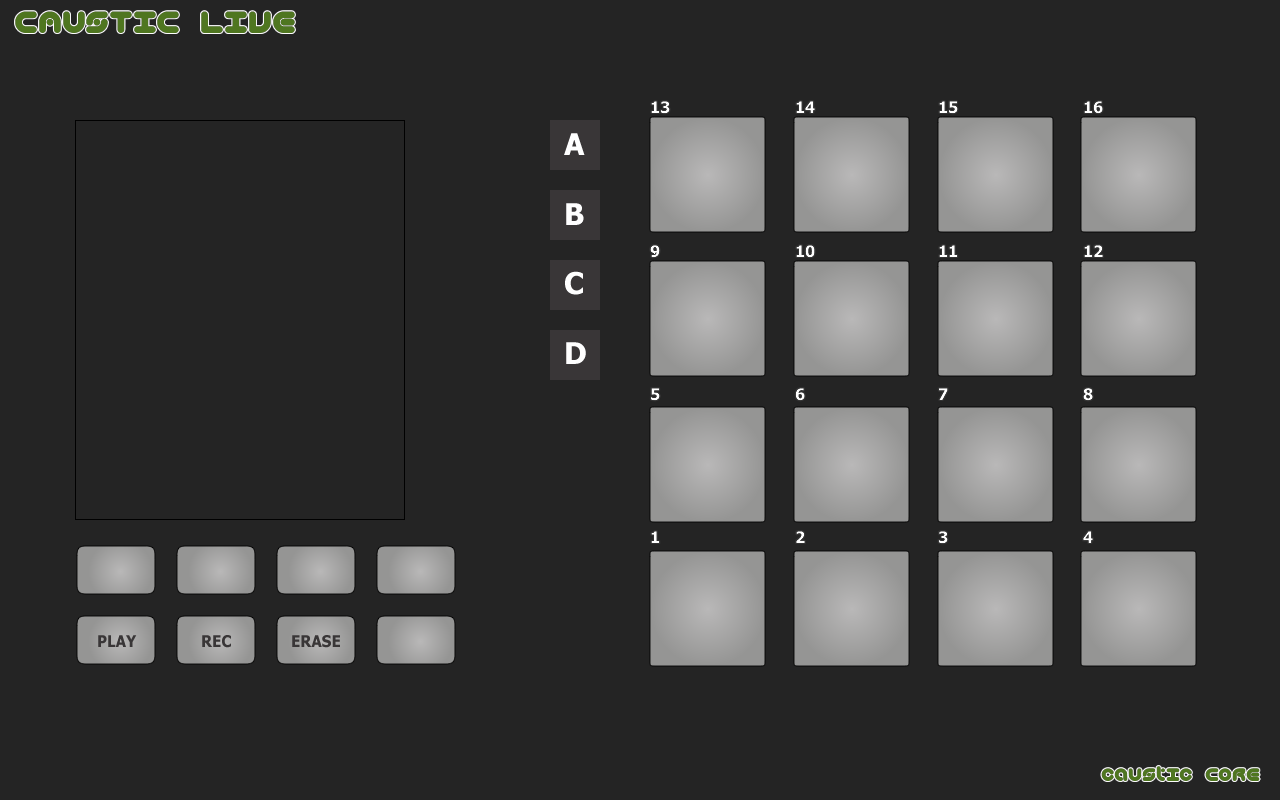 CAUSTIC LIVE
13 14 15 16
A
B
9 10 11 12
C
D
5 6 7 8
1 2 3 4
PLAY REC ERASE
caustic core